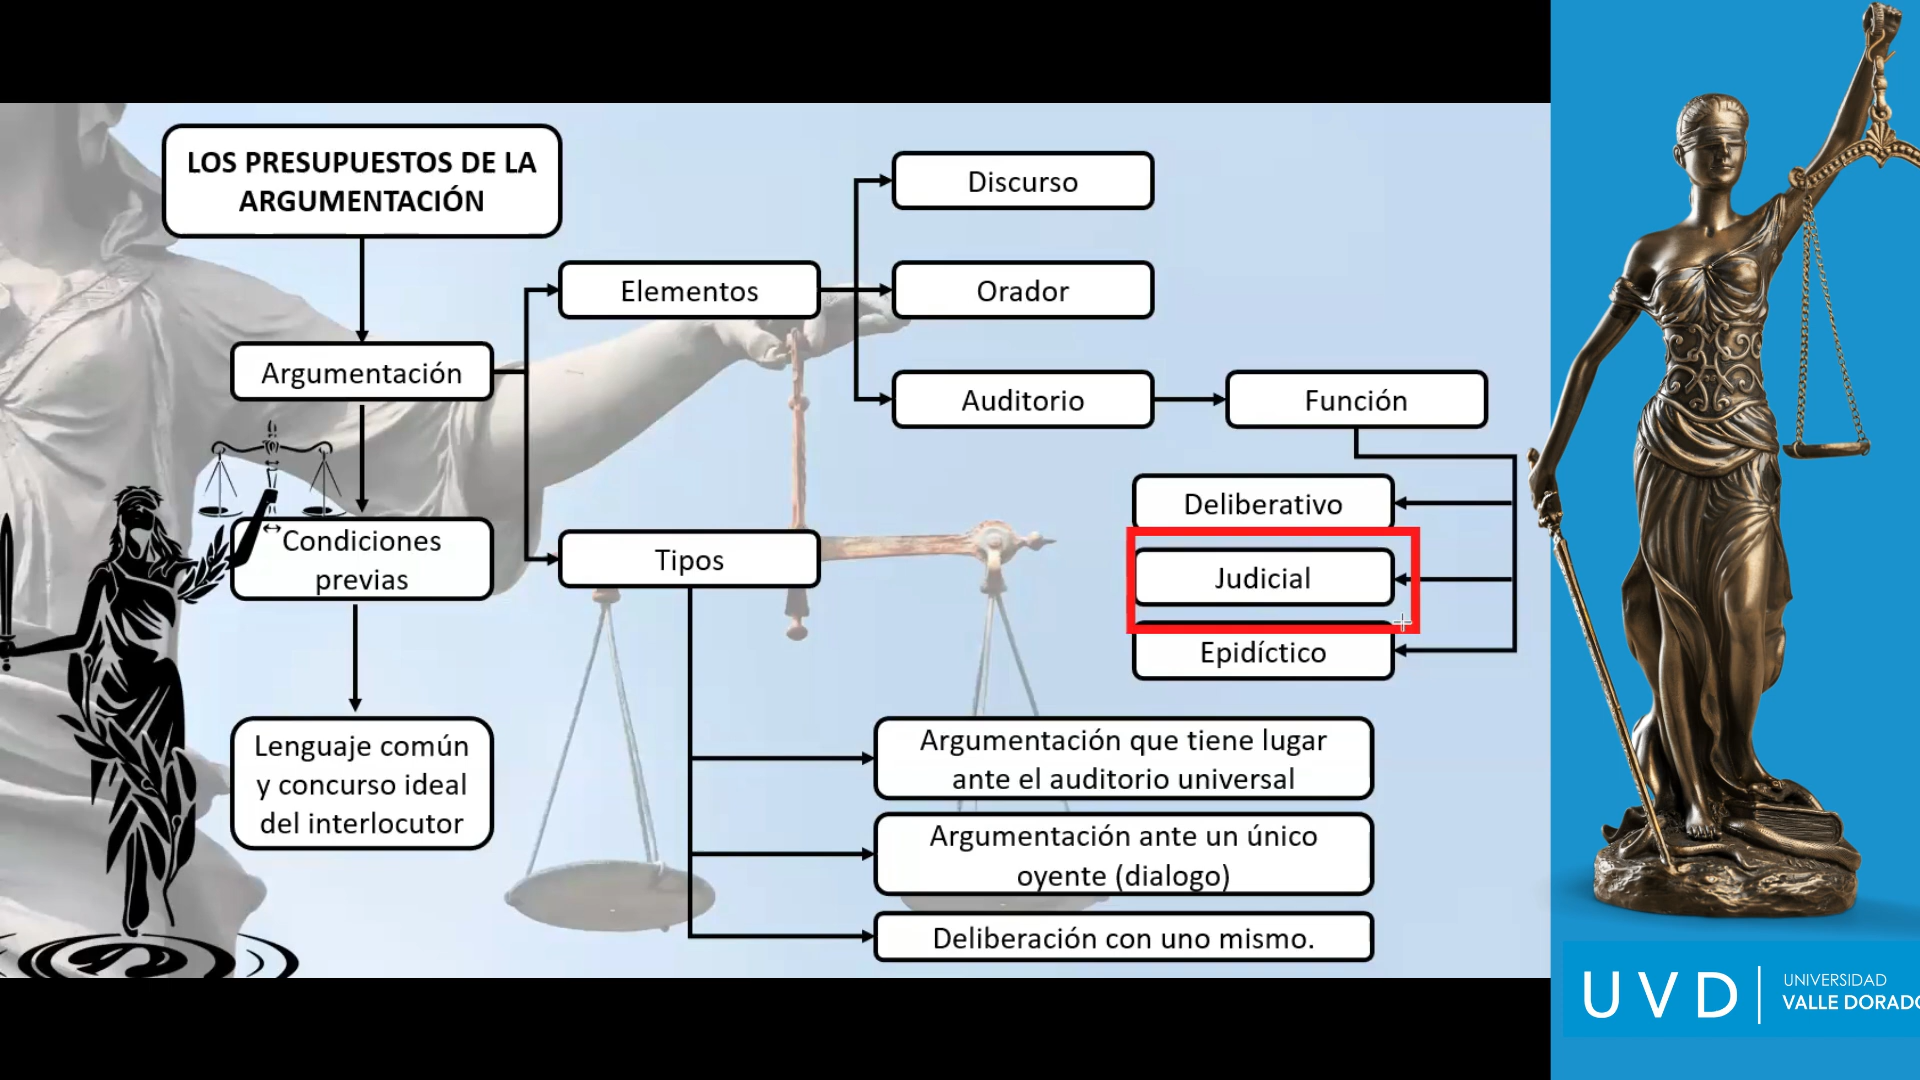 LOS PRESUPUESTOS DE LA
ARGUMENTACIÓN
Discurso
Elementos
Orador
Argumentación
Auditorio
Función
Deliberativo
Condiciones
previas
Tipos
Judicial
Epidíctico
Lenguaje común
y concurso ideal
del interlocutor
Argumentación que tiene lugar
ante el auditorio universal
Argumentación ante un único
oyente (dialogo)
Deliberación con uno mismo.
UVD
UNIVERSIDAD
VALLE DORADO